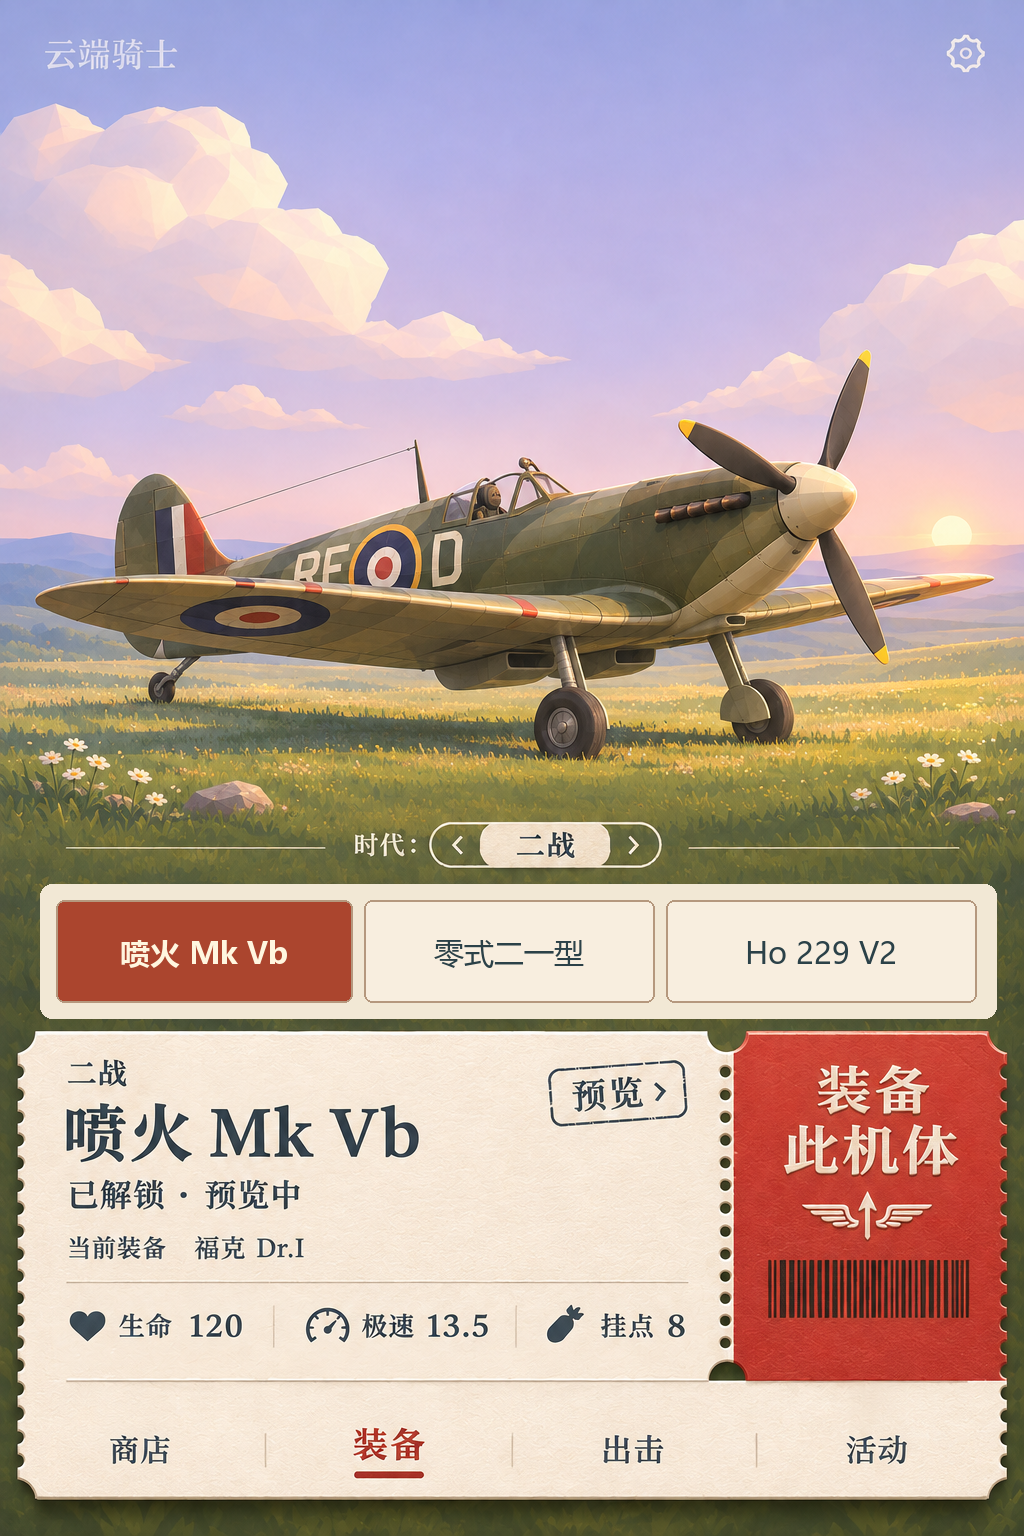 云端骑士
RF D
时代：
二战
喷火 Mk Vb
零式二一型
Ho 229 V2
二战
喷火 Mk Vb
已解锁 · 预览中
当前装备 福克 Dr.I
预览
生命 120
极速 13.5
挂点 8
装备
此机体
商店
装备
出击
活动